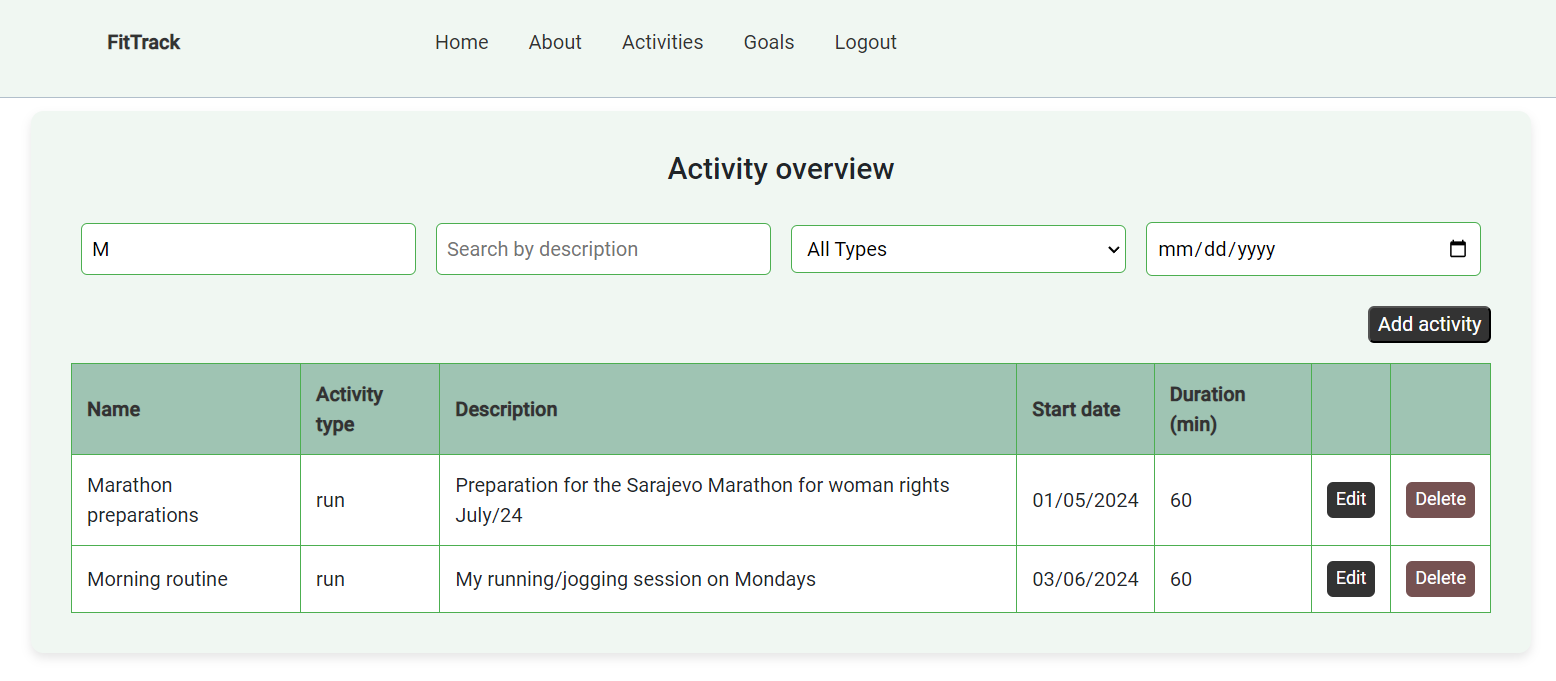 FitTrack Home About Activities Goals Logout
Activity overview
M Search by description All Types mm/dd/yyyy
Add activity
Name Activity type Description Start date Duration (min)
Marathon preparations run Preparation for the Sarajevo Marathon for woman rights July/24 01/05/2024 60 Edit Delete
Morning routine run My running/jogging session on Mondays 03/06/2024 60 Edit Delete